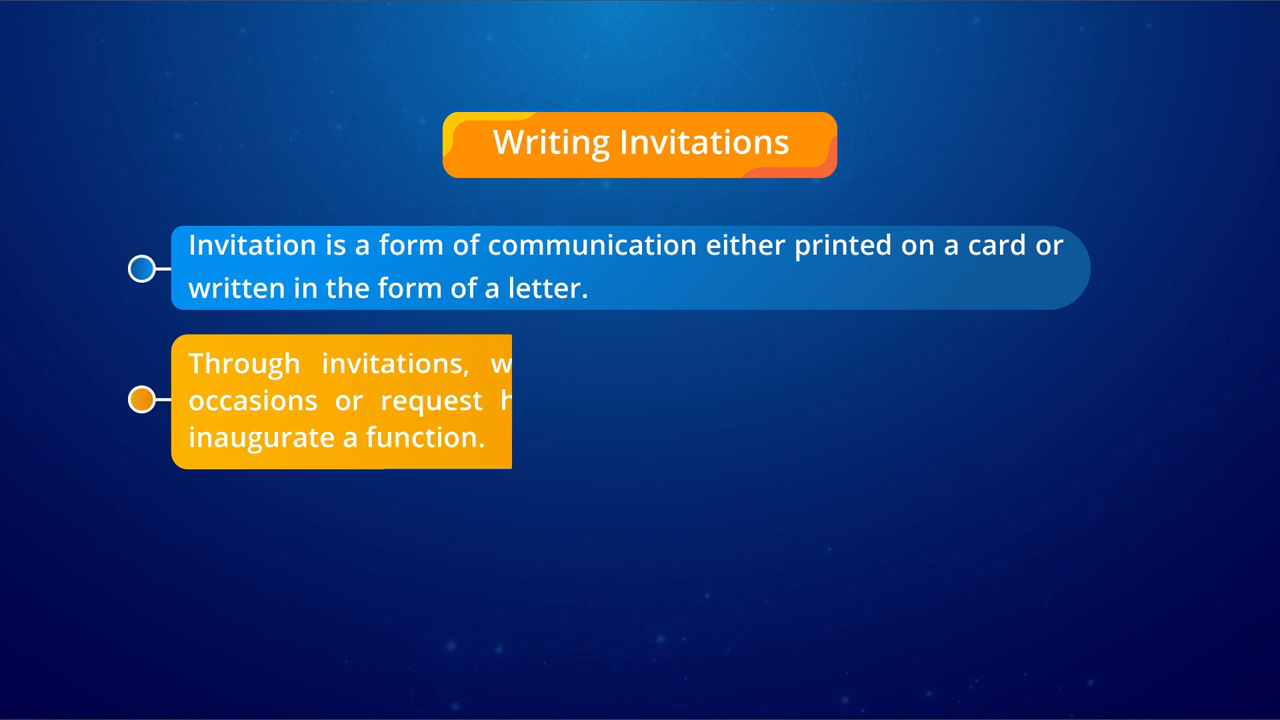 Writing Invitations
Invitation is a form of communication either printed on a card or
written in the form of a letter.
Through invitations,
occasions or request
inaugurate a function.